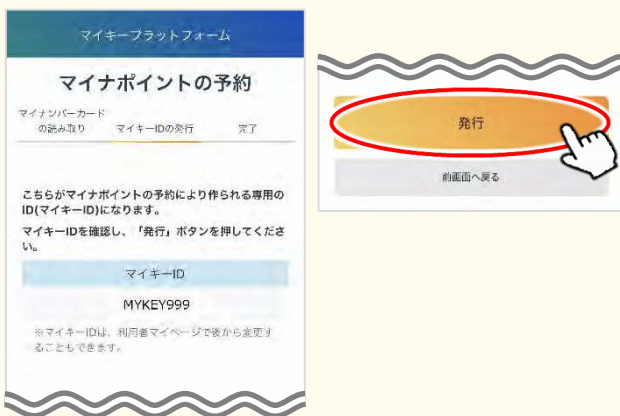 マイキープラットフォーム
マイナポイントの予約
マイナンバーカード
の読み取り
マイキーIDの発行
完了
こちらがマイナポイントの予約により作られる専用の
ID(マイキーID)になります。
マイキーIDを確認し、「発行」ボタンを押してくださ
い。
マイキーID
MYKEY999
※マイキーIDは、利用者マイページで後から変更す
ることもできます。
発行
前画面へ戻る